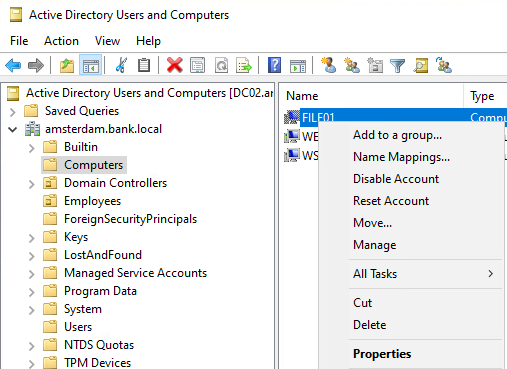 Active Directory Users and Computers
File Action View Help
Active Directory Users and Computers [DC02.ar
Saved Queries
amsterdam.bank.local
Builtin
Computers
Domain Controllers
Employees
ForeignSecurityPrincipals
Keys
LostAndFound
Managed Service Accounts
Program Data
System
Users
NTDS Quotas
TPM Devices
Name Type
FILE01 Compu
WE
WS
Add to a group...
Name Mappings...
Disable Account
Reset Account
Move...
Manage
All Tasks
Cut
Delete
Properties